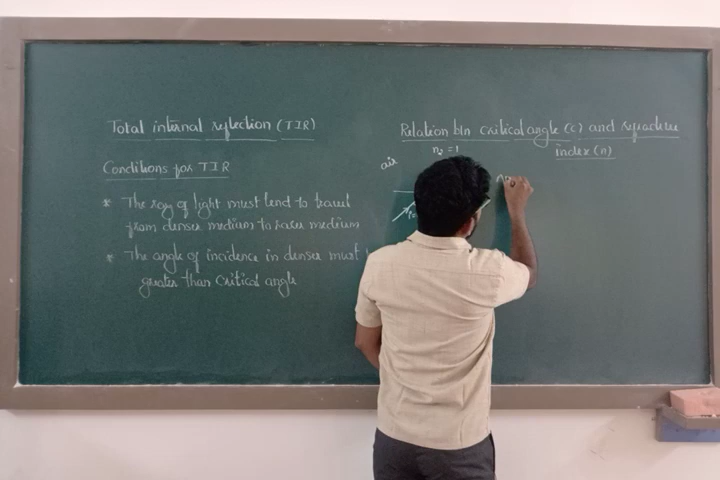 Total internal reflection (TIR)
Conditions for TIR
* The ray of light must tend to travel
from denser medium to rarer medium
* The angle of incidence in denser must
greater than critical angle
Relation b/n critical angle (c) and refractive
index (n)
n₂ = 1
air